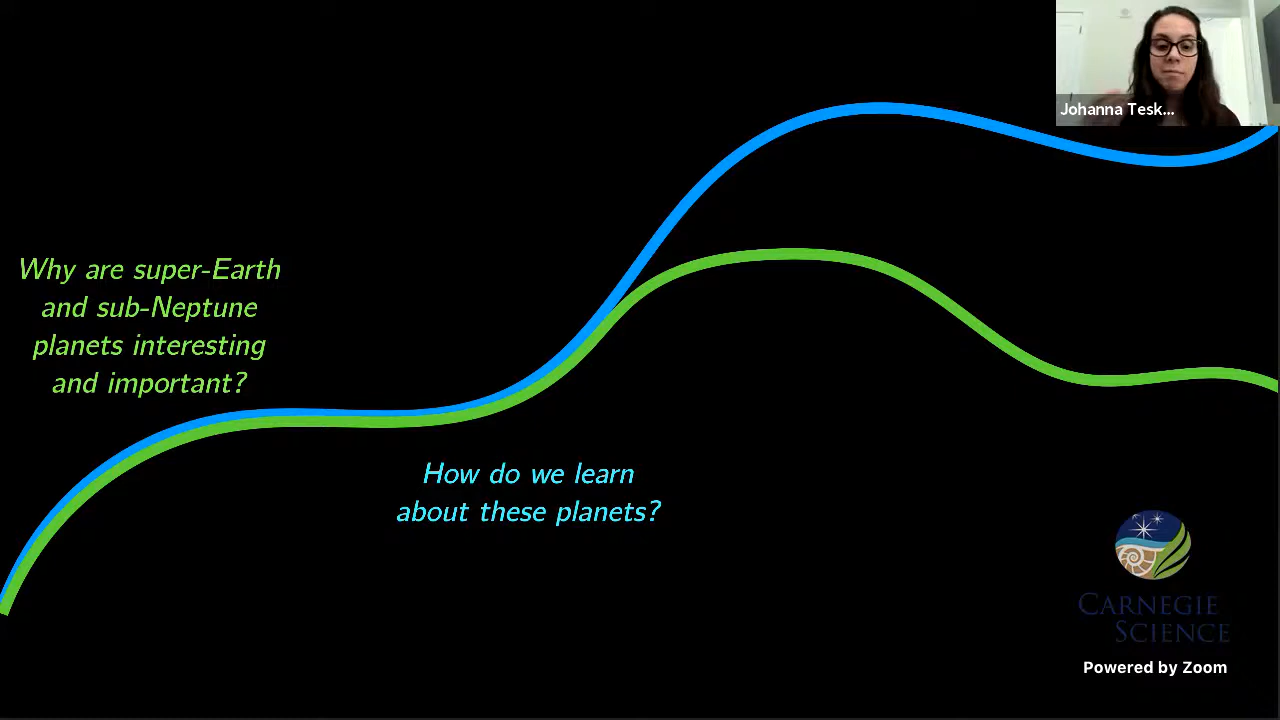 Johanna Tesk...
Why are super-Earth
and sub-Neptune
planets interesting
and important?
How do we learn
about these planets?
CARNEGIE
SCIENCE
Powered by Zoom